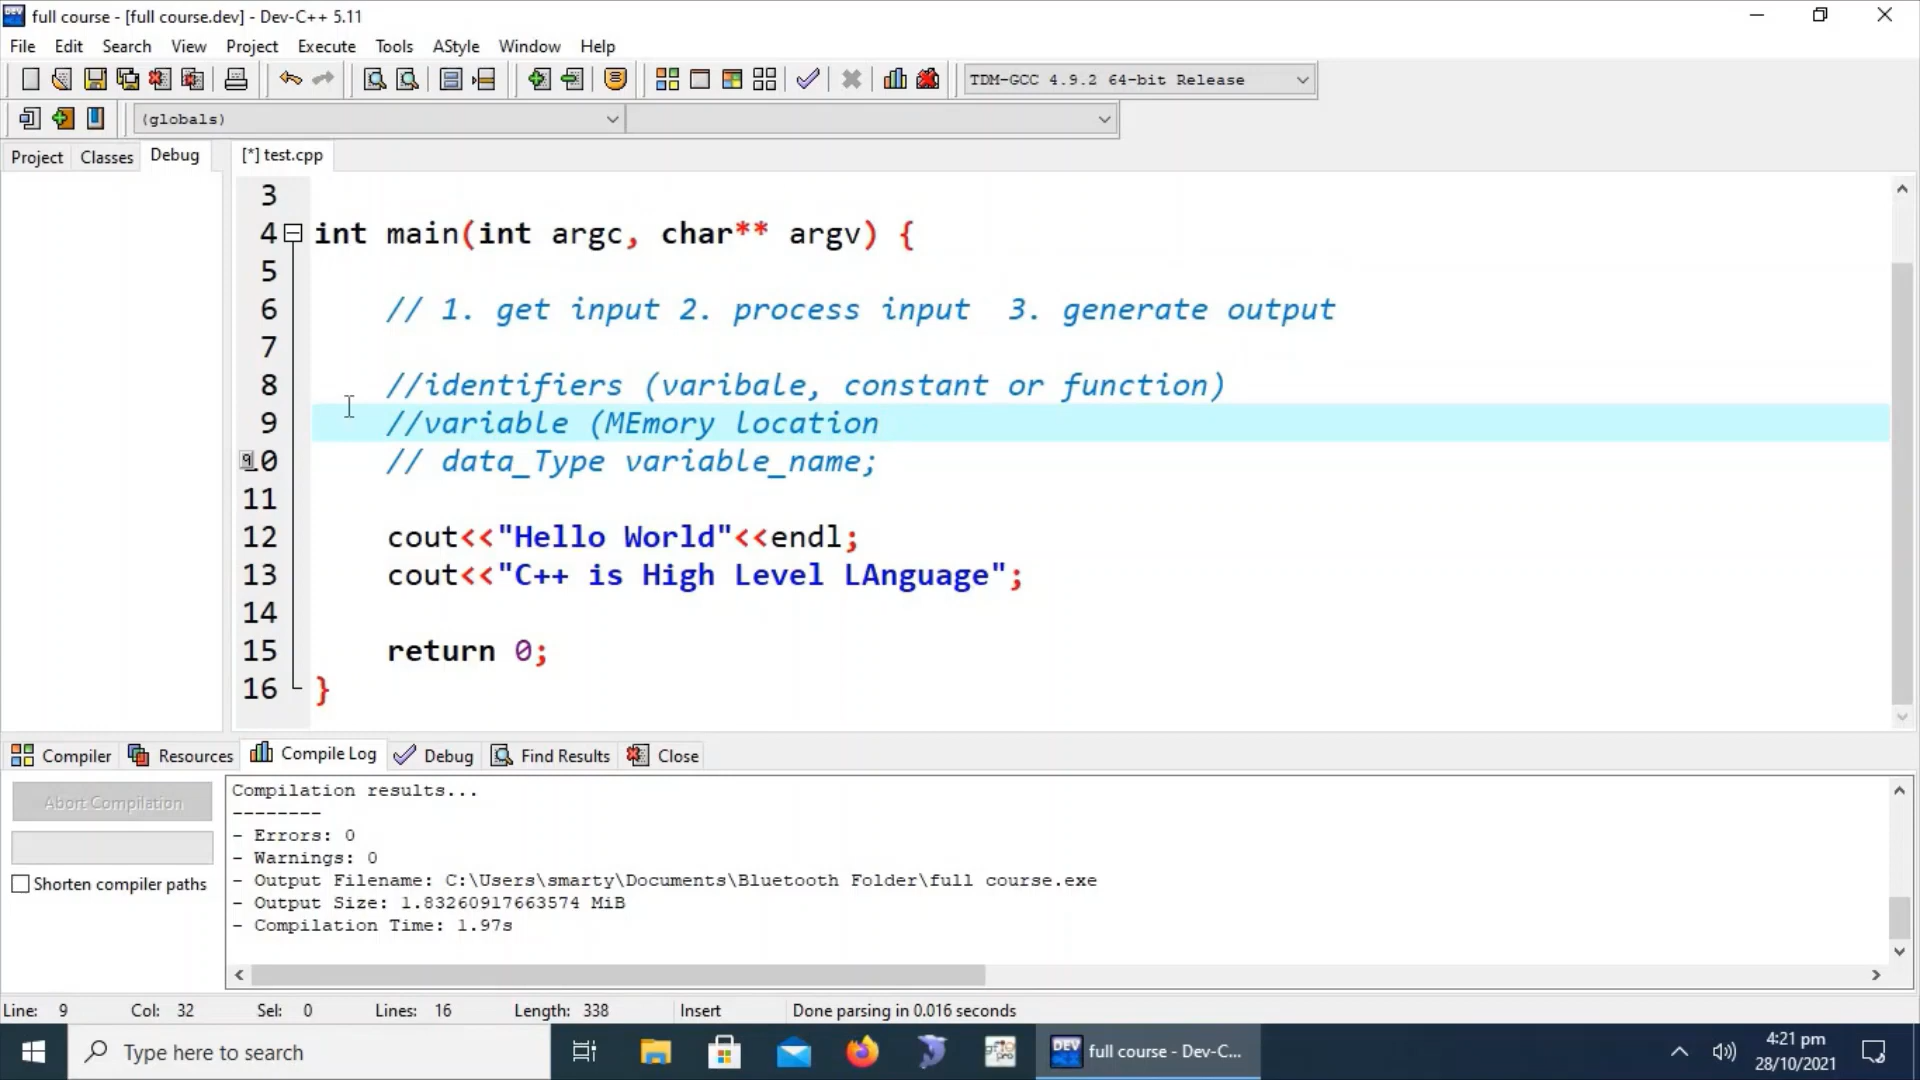 full course - [full course.dev] - Dev-C++ 5.11
File Edit Search View Project Execute Tools AStyle Window Help
TDM-GCC 4.9.2 64-bit Release
(globals)
Project Classes Debug [*] test.cpp
3
4 int main(int argc, char** argv) {
5
6 // 1. get input 2. process input  3. generate output
7
8 //identifiers (varibale, constant or function)
9 //variable (MEmory location
10 // data_Type variable_name;
11
12 cout<<"Hello World"<<endl;
13 cout<<"C++ is High Level LAnguage";
14
15 return 0;
16 }
Compiler Resources Compile Log Debug Find Results Close
Abort Compilation
Shorten compiler paths
Compilation results...
--------
- Errors: 0
- Warnings: 0
- Output Filename: C:\Users\smarty\Documents\Bluetooth Folder\full course.exe
- Output Size: 1.83260917663574 MiB
- Compilation Time: 1.97s
Line: 9 Col: 32 Sel: 0 Lines: 16 Length: 338 Insert Done parsing in 0.016 seconds
Type here to search
DEV full course - Dev-C...
4:21 pm
28/10/2021